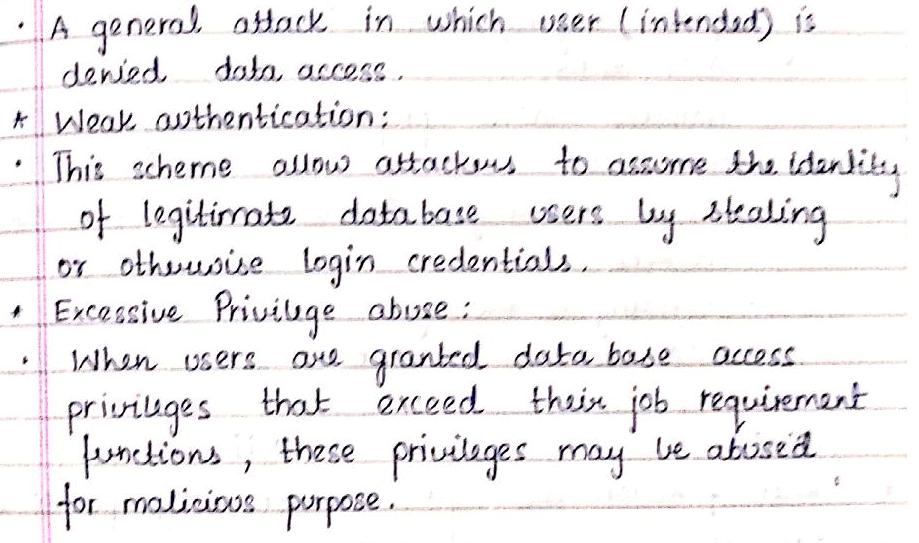 · A general attack in which user (intended) is
denied data access.
* Weak authentication:
· This scheme allow attackers to assume the identity
of legitimate database users by stealing
or otherwise login credentials.
* Excessive Privilege abuse:
· When users are granted data base access
privileges that exceed their job requirement
functions, these privileges may be abused
for malicious purpose.